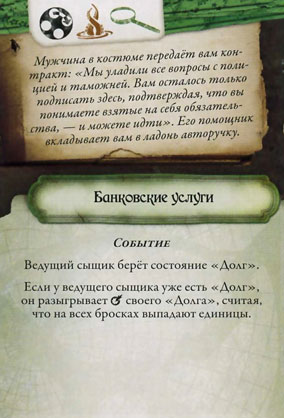 Мужчина в костюме передаёт вам кон-
тракт: «Мы уладили все вопросы с поли-
цией и таможней. Вам осталось только
подписать здесь, подтверждая, что вы
понимаете взятые на себя обязатель-
ства, — и можете идти». Его помощник
вкладывает вам в ладонь авторучку.
Банковские услуги
Событие
Ведущий сыщик берёт состояние «Долг».
Если у ведущего сыщика уже есть «Долг»,
он разыгрывает своего «Долга», считая,
что на всех бросках выпадают единицы.